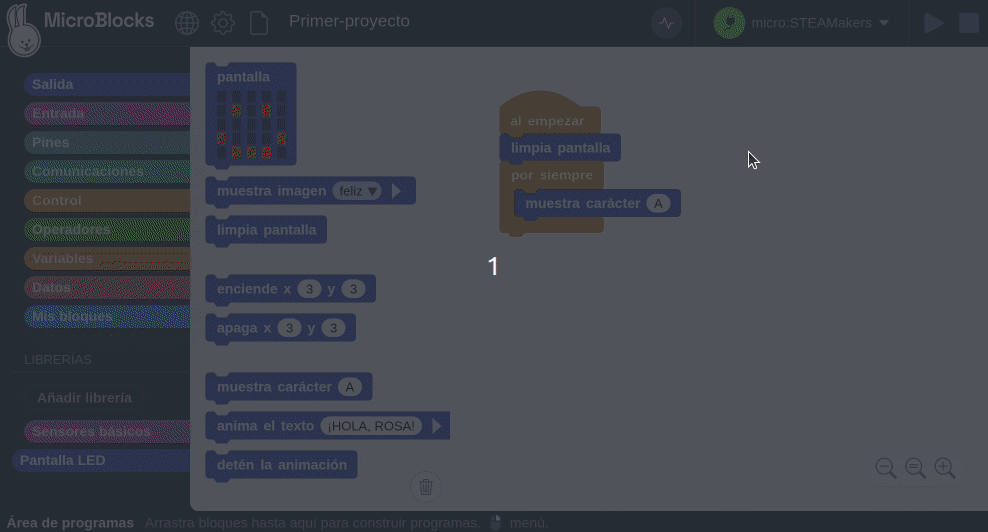 MicroBlocks
Primer-proyecto
micro:STEAMakers
Salida
Entrada
Pines
Comunicaciones
Control
Operadores
Variables
Datos
Mis bloques
LIBRERÍAS
Añadir librería
Sensores básicos
Pantalla LED
pantalla
muestra imagen feliz
limpia pantalla
enciende x 3 y 3
apaga x 3 y 3
muestra carácter A
anima el texto ¡HOLA, ROSA!
detén la animación
al empezar
limpia pantalla
por siempre
muestra carácter A
1
Área de programas Arrastra bloques hasta aquí para construir programas. menú.